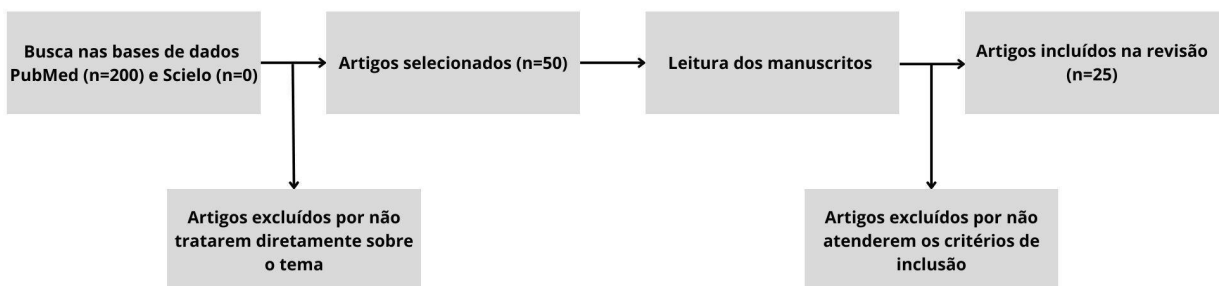 Busca nas bases de dados
PubMed (n=200) e Scielo (n=0)
Artigos selecionados (n=50)
Leitura dos manuscritos
Artigos incluídos na revisão
(n=25)
Artigos excluídos por não
tratarem diretamente sobre
o tema
Artigos excluídos por não
atenderem os critérios de
inclusão